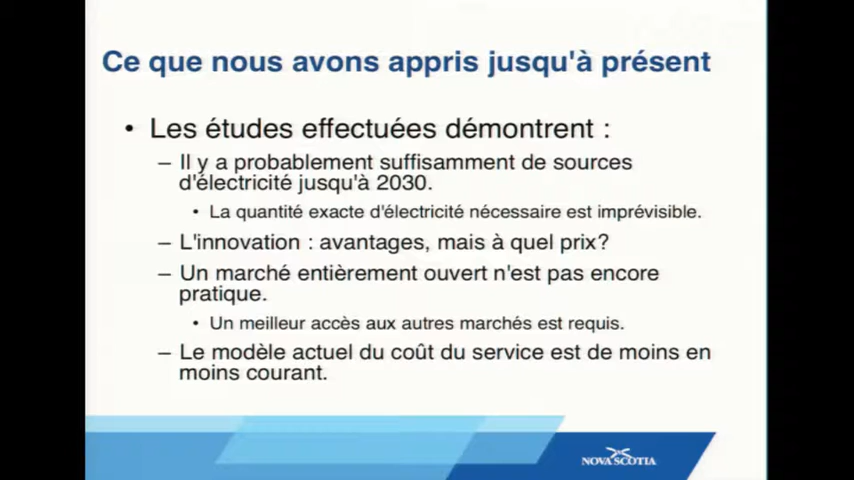 Ce que nous avons appris jusqu'à présent
• Les études effectuées démontrent :
– Il y a probablement suffisamment de sources
d'électricité jusqu'à 2030.
• La quantité exacte d'électricité nécessaire est imprévisible.
– L'innovation : avantages, mais à quel prix?
– Un marché entièrement ouvert n'est pas encore
pratique.
• Un meilleur accès aux autres marchés est requis.
– Le modèle actuel du coût du service est de moins en
moins courant.
NOVA SCOTIA